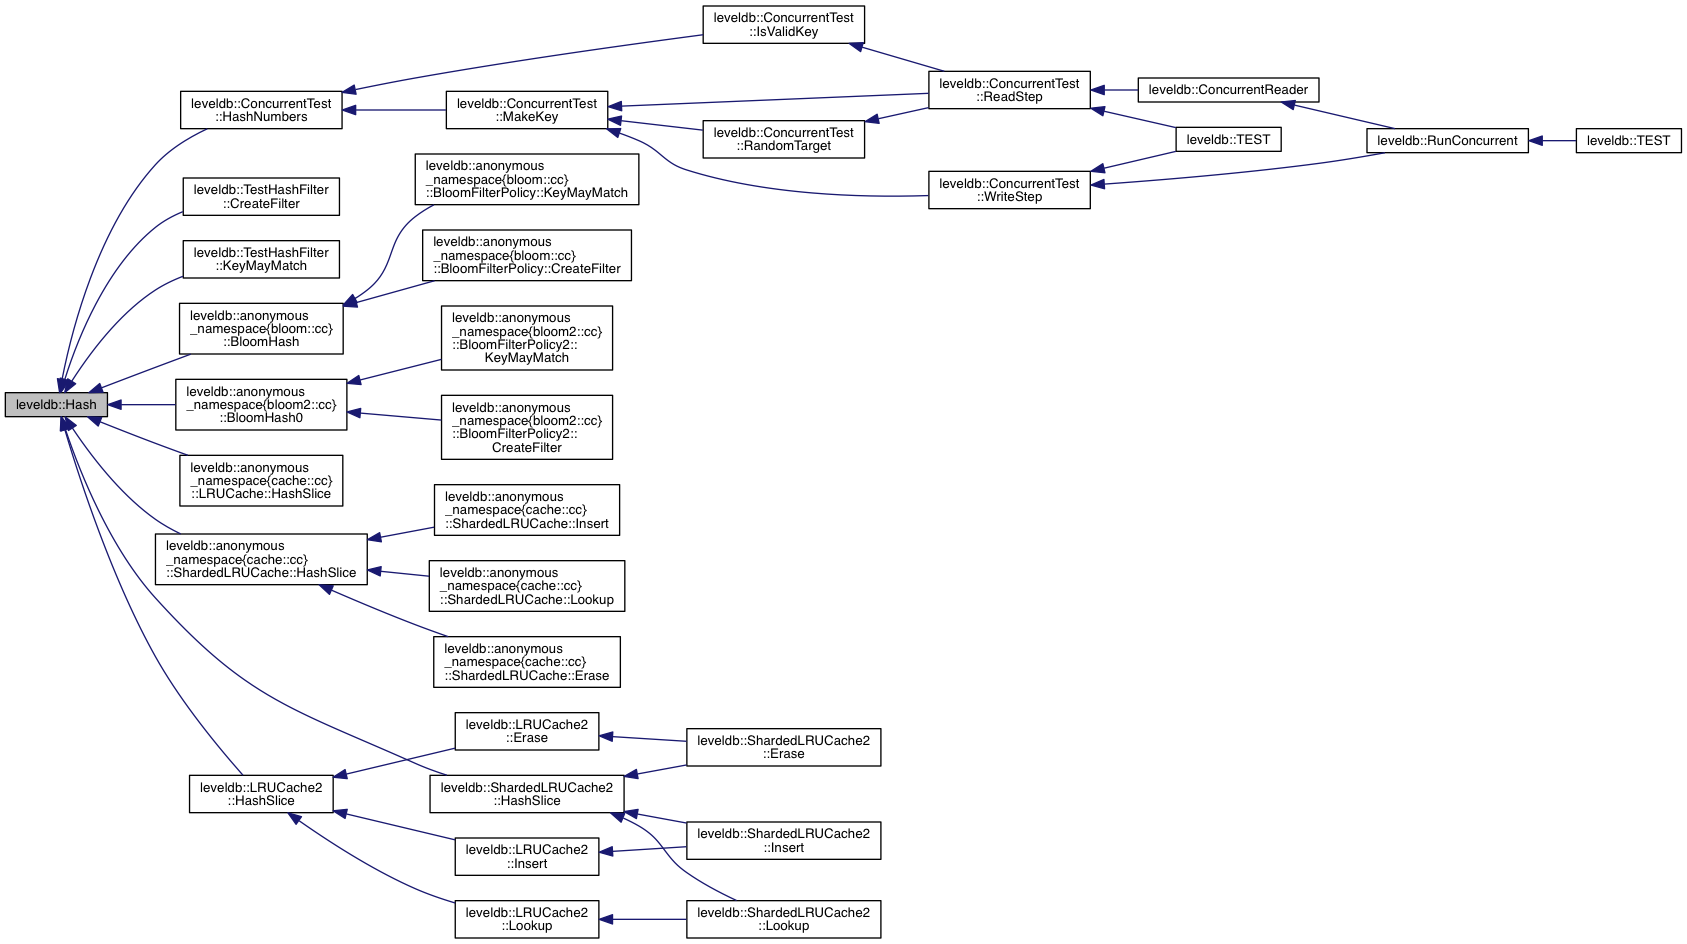 leveldb::Hash
leveldb::ConcurrentTest
::HashNumbers
leveldb::TestHashFilter
::CreateFilter
leveldb::TestHashFilter
::KeyMayMatch
leveldb::anonymous
_namespace{bloom::cc}
::BloomHash
leveldb::anonymous
_namespace{bloom2::cc}
::BloomHash0
leveldb::anonymous
_namespace{cache::cc}
::LRUCache::HashSlice
leveldb::anonymous
_namespace{cache::cc}
::ShardedLRUCache::HashSlice
leveldb::LRUCache2
::HashSlice
leveldb::ConcurrentTest
::MakeKey
leveldb::anonymous
_namespace{bloom::cc}
::BloomFilterPolicy::KeyMayMatch
leveldb::anonymous
_namespace{bloom::cc}
::BloomFilterPolicy::CreateFilter
leveldb::anonymous
_namespace{bloom2::cc}
::BloomFilterPolicy2::
KeyMayMatch
leveldb::anonymous
_namespace{bloom2::cc}
::BloomFilterPolicy2::
CreateFilter
leveldb::anonymous
_namespace{cache::cc}
::ShardedLRUCache::Insert
leveldb::anonymous
_namespace{cache::cc}
::ShardedLRUCache::Lookup
leveldb::anonymous
_namespace{cache::cc}
::ShardedLRUCache::Erase
leveldb::LRUCache2
::Erase
leveldb::ShardedLRUCache2
::HashSlice
leveldb::LRUCache2
::Insert
leveldb::LRUCache2
::Lookup
leveldb::ConcurrentTest
::IsValidKey
leveldb::ConcurrentTest
::RandomTarget
leveldb::ShardedLRUCache2
::Erase
leveldb::ShardedLRUCache2
::Insert
leveldb::ShardedLRUCache2
::Lookup
leveldb::ConcurrentTest
::ReadStep
leveldb::ConcurrentTest
::WriteStep
leveldb::ConcurrentReader
leveldb::TEST
leveldb::RunConcurrent
leveldb::TEST